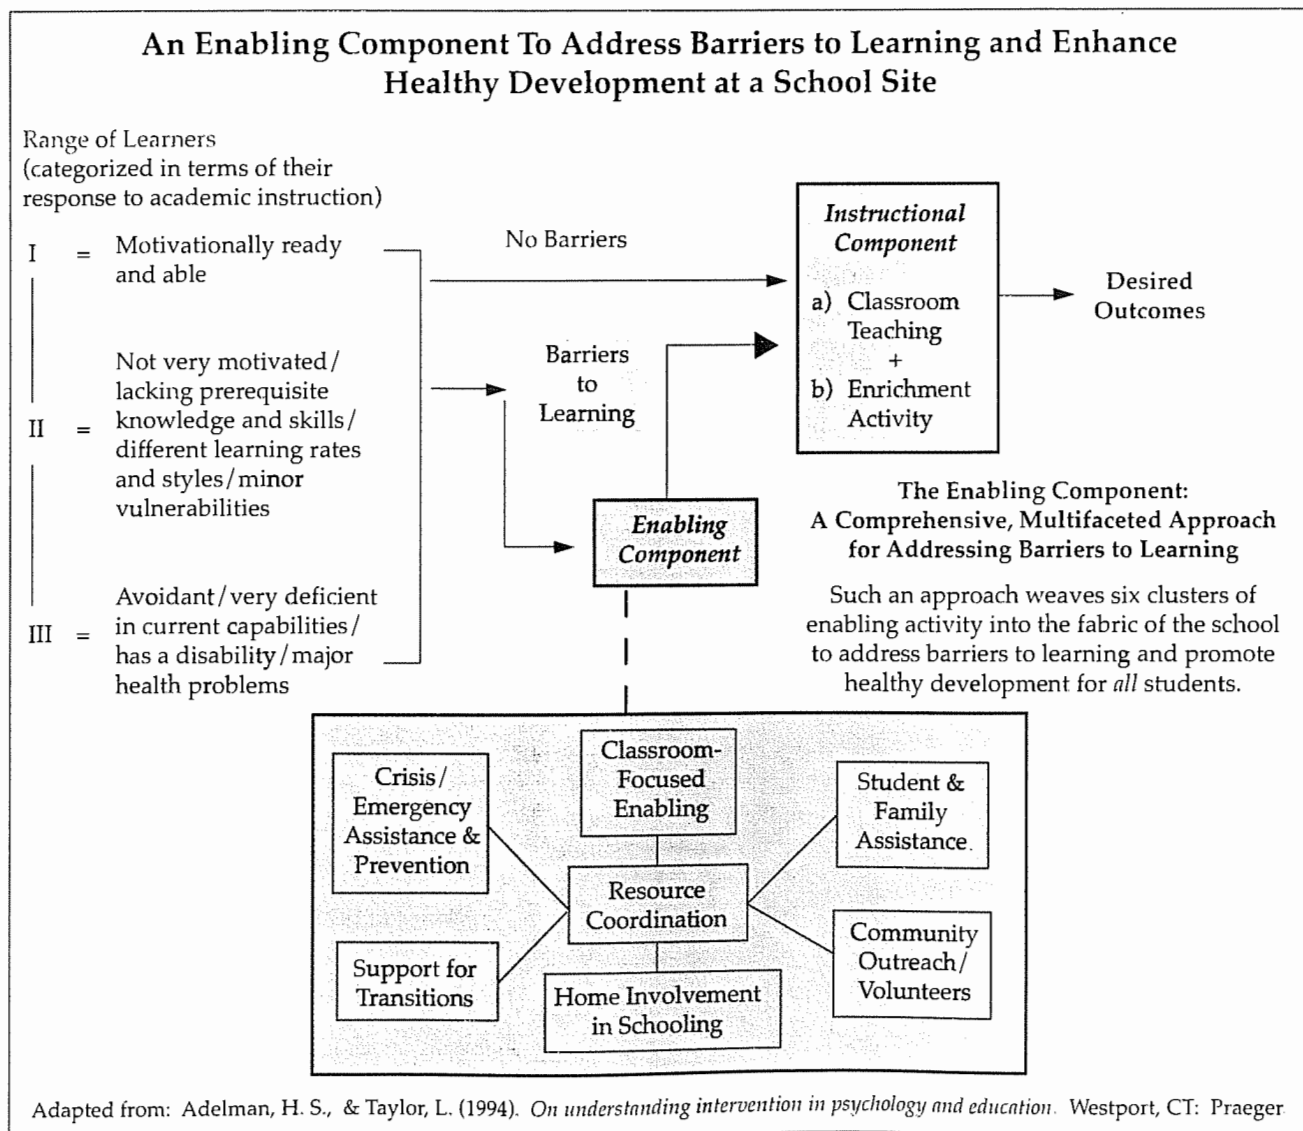 An Enabling Component To Address Barriers to Learning and Enhance
Healthy Development at a School Site
Range of Learners
(categorized in terms of their
response to academic instruction)
I = Motivationally ready
and able
No Barriers
Instructional
Component
a) Classroom
Teaching
+
b) Enrichment
Activity
Desired
Outcomes
II = Not very motivated/
lacking prerequisite
knowledge and skills/
different learning rates
and styles/minor
vulnerabilities
Barriers
to
Learning
Enabling
Component
III = Avoidant/very deficient
in current capabilities/
has a disability/major
health problems
The Enabling Component:
A Comprehensive, Multifaceted Approach
for Addressing Barriers to Learning
Such an approach weaves six clusters of
enabling activity into the fabric of the school
to address barriers to learning and promote
healthy development for all students.
Crisis/
Emergency
Assistance &
Prevention
Classroom-
Focused
Enabling
Student &
Family
Assistance
Resource
Coordination
Support for
Transitions
Home Involvement
in Schooling
Community
Outreach/
Volunteers
Adapted from: Adelman, H. S., & Taylor, L. (1994). On understanding intervention in psychology and education. Westport, CT: Praeger